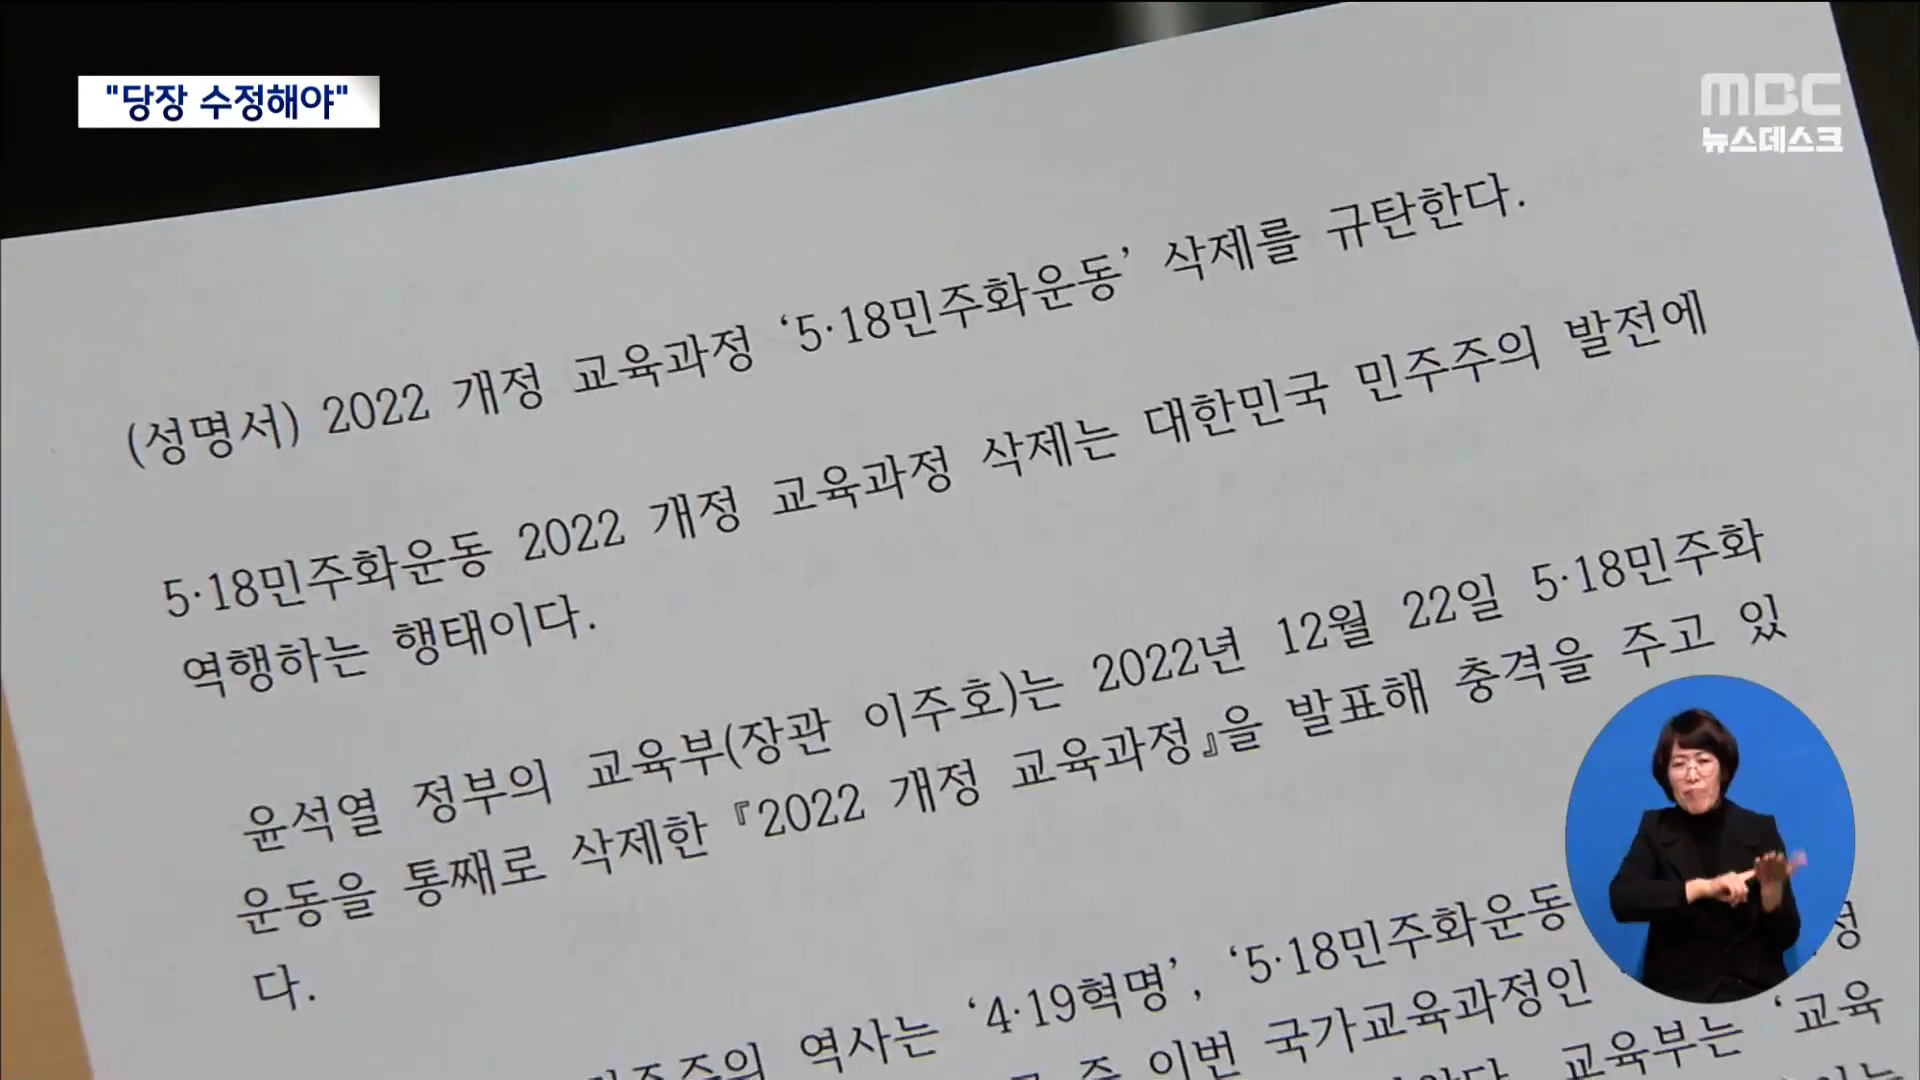 "당장 수정해야"
MBC
뉴스데스크
(성명서) 2022 개정 교육과정 ‘5·18민주화운동’ 삭제를 규탄한다.
5·18민주화운동 2022 개정 교육과정 삭제는 대한민국 민주주의 발전에
역행하는 행태이다.
윤석열 정부의 교육부(장관 이주호)는 2022년 12월 22일 5·18민주화
운동을 통째로 삭제한 『2022 개정 교육과정』을 발표해 충격을 주고 있
다.
역사는 ‘4·19혁명’, ‘5·18민주화운동
이번 국가교육과정인
교육부는 ‘교육